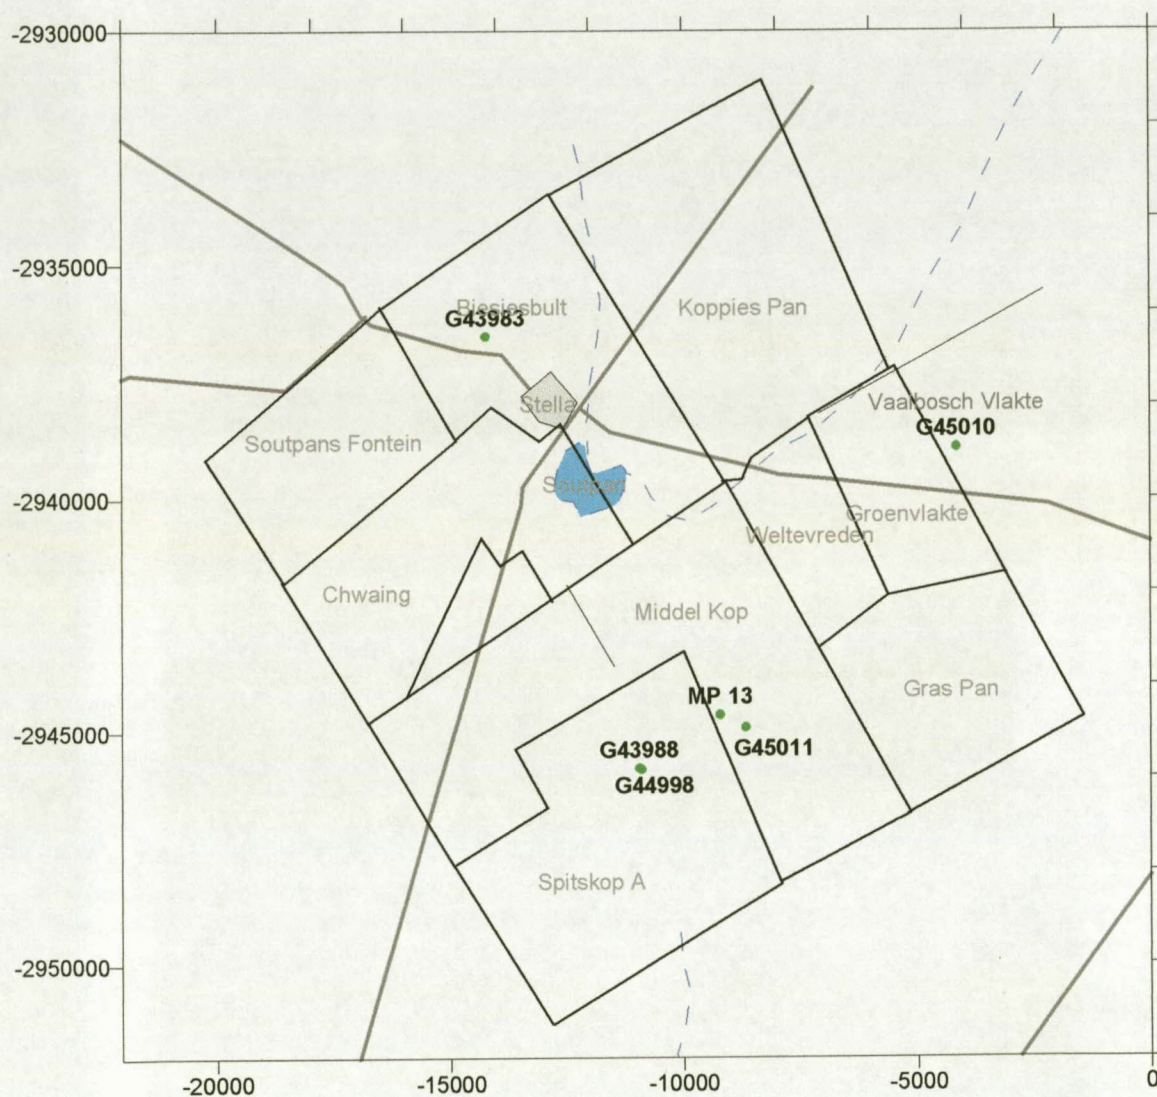 -2930000
-2935000
Biesiesbult
Koppies Pan
G43983
Vaalbosch Vlakte
Stella
G45010
Soutpans Fontein
-2940000
Soutpan
Groenvlakte
Weltevreden
Chwaing
Middel Kop
Gras Pan
MP 13
-2945000
G43988
G45011
G44998
Spitskop A
-2950000
-20000
-15000
-10000
-5000
0